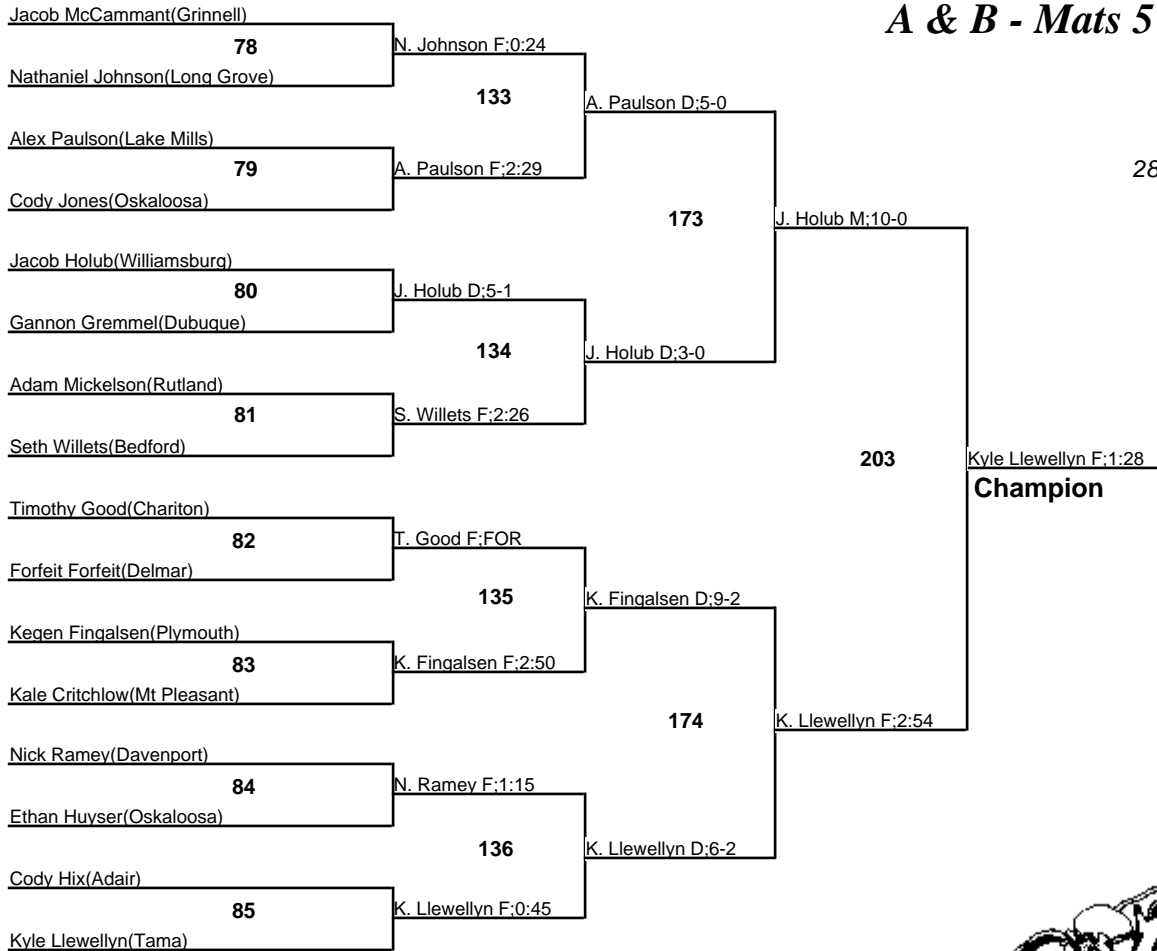 Jacob McCammant(Grinnell)
A & B - Mats 5
78
N. Johnson F;0:24
Nathaniel Johnson(Long Grove)
133
A. Paulson D;5-0
Alex Paulson(Lake Mills)
79
A. Paulson F;2:29
28
Cody Jones(Oskaloosa)
173
J. Holub M;10-0
Jacob Holub(Williamsburg)
80
J. Holub D;5-1
Gannon Gremmel(Dubuque)
134
J. Holub D;3-0
Adam Mickelson(Rutland)
81
S. Willets F;2:26
Seth Willets(Bedford)
203
Kyle Llewellyn F;1:28
Champion
Timothy Good(Chariton)
82
T. Good F;FOR
Forfeit Forfeit(Delmar)
135
K. Fingalsen D;9-2
Kegen Fingalsen(Plymouth)
83
K. Fingalsen F;2:50
Kale Critchlow(Mt Pleasant)
174
K. Llewellyn F;2:54
Nick Ramey(Davenport)
84
N. Ramey F;1:15
Ethan Huyser(Oskaloosa)
136
K. Llewellyn D;6-2
Cody Hix(Adair)
85
K. Llewellyn F;0:45
Kyle Llewellyn(Tama)